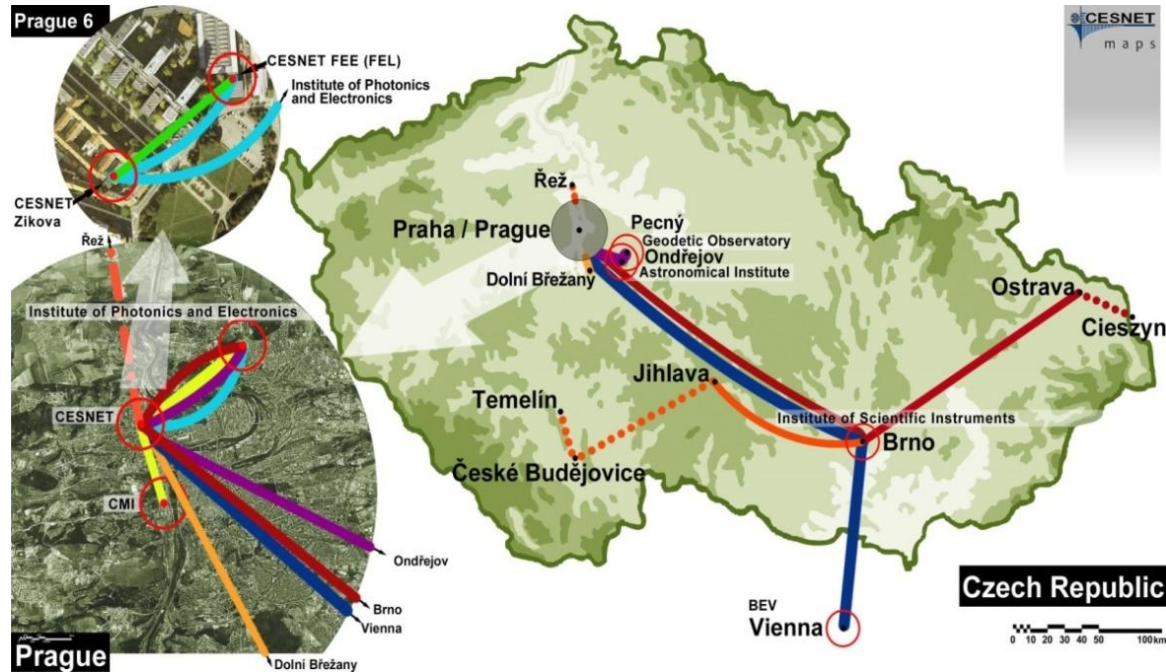 Prague 6
CESNET FEE (FEL)
Institute of Photonics
and Electronics
CESNET
Zikova
Řež
Institute of Photonics and Electronics
CESNET
CMI
Ondřejov
Brno
Vienna
Dolní Břežany
Prague
CESNET
maps
Řež
Praha / Prague
Pecný
Geodetic Observatory
Ondřejov
Astronomical Institute
Dolní Břežany
Ostrava
Cieszyn
Jihlava
Temelín
Institute of Scientific Instruments
Brno
České Budějovice
BEV
Vienna
Czech Republic
0 10 20 30 40 50 100km